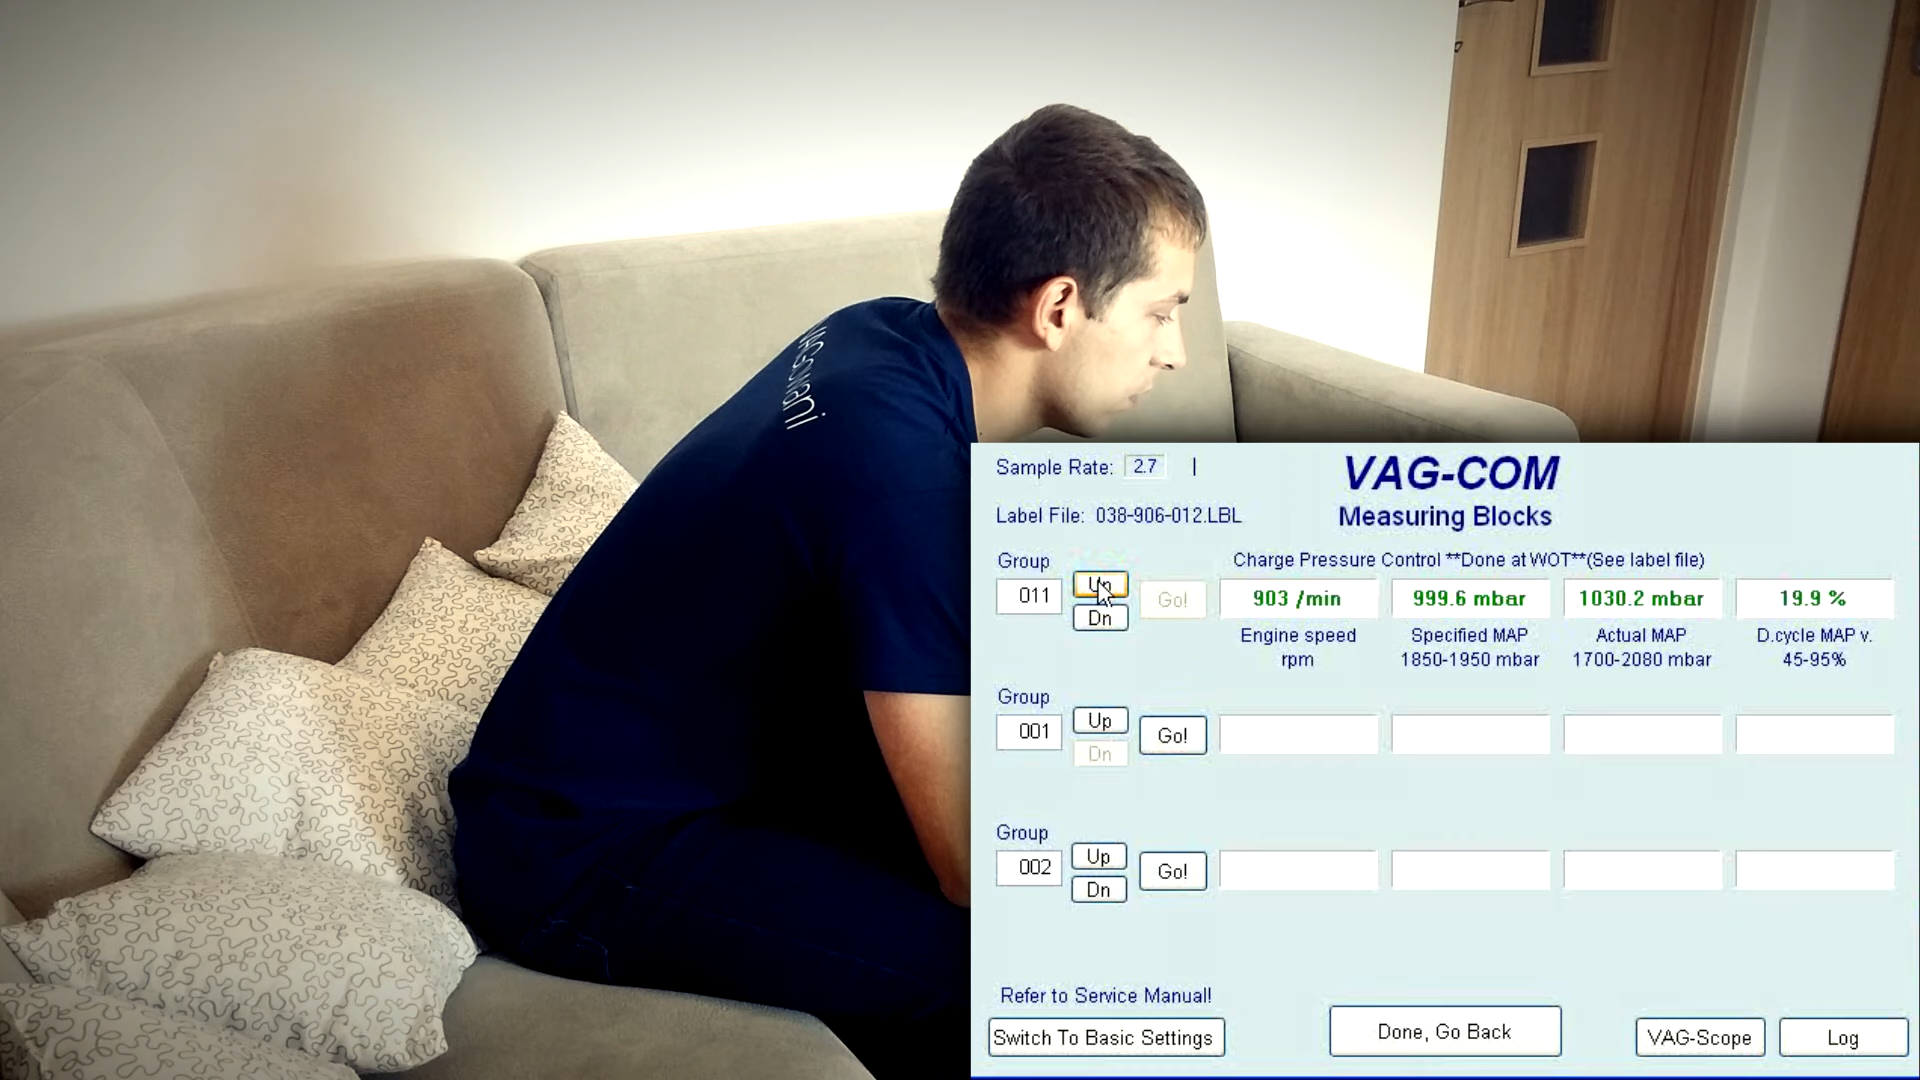 Sample Rate: 2.7
VAG-COM
Label File: 038-906-012.LBL
Measuring Blocks
Group
Charge Pressure Control **Done at WOT**(See label file)
011
Up
Dn
Go!
903 /min
999.6 mbar
1030.2 mbar
19.9 %
Engine speed
rpm
Specified MAP
1850-1950 mbar
Actual MAP
1700-2080 mbar
D.cycle MAP v.
45-95%
Group
001
Up
Dn
Go!
Group
002
Up
Dn
Go!
Refer to Service Manual!
Switch To Basic Settings
Done, Go Back
VAG-Scope
Log